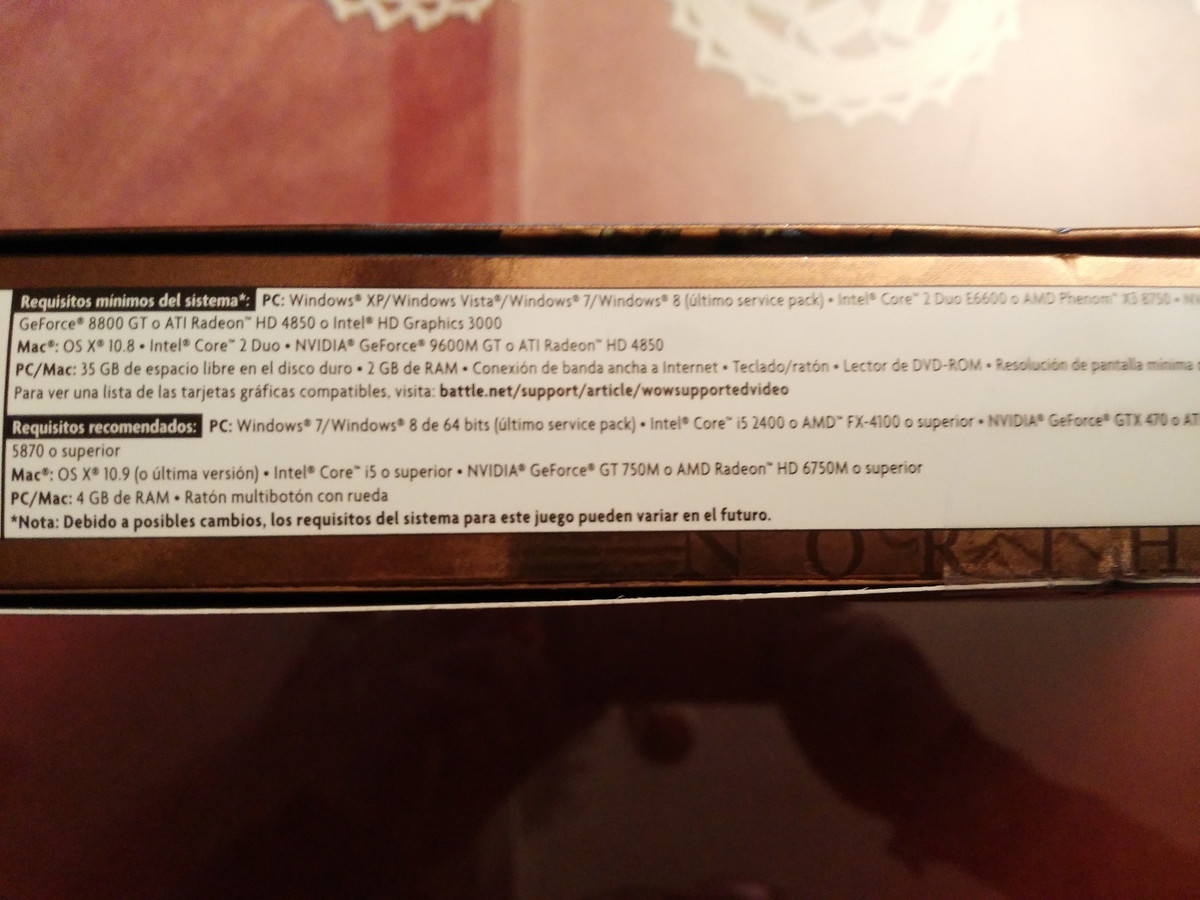 Requisitos mínimos del sistema*: PC: Windows® XP/Windows Vista®/Windows® 7/Windows® 8 (último service pack) • Intel® Core™ 2 Duo E6600 o AMD Phenom™ X3 8750 •
GeForce® 8800 GT o ATI Radeon™ HD 4850 o Intel® HD Graphics 3000
Mac®: OS X® 10.8 • Intel® Core™ 2 Duo • NVIDIA® GeForce® 9600M GT o ATI Radeon™ HD 4850
PC/Mac: 35 GB de espacio libre en el disco duro • 2 GB de RAM • Conexión de banda ancha a Internet • Teclado/ratón • Lector de DVD-ROM • Resolución de pantalla mínima
Para ver una lista de las tarjetas gráficas compatibles, visita: battle.net/support/article/wowsupportedvideo
Requisitos recomendados: PC: Windows® 7/Windows® 8 de 64 bits (último service pack) • Intel® Core™ i5 2400 o AMD™ FX-4100 o superior • NVIDIA® GeForce® GTX 470 o
5870 o superior
Mac®: OS X® 10.9 (o última versión) • Intel® Core™ i5 o superior • NVIDIA® GeForce® GT 750M o AMD Radeon™ HD 6750M o superior
PC/Mac: 4 GB de RAM • Ratón multibotón con rueda
*Nota: Debido a posibles cambios, los requisitos del sistema para este juego pueden variar en el futuro.